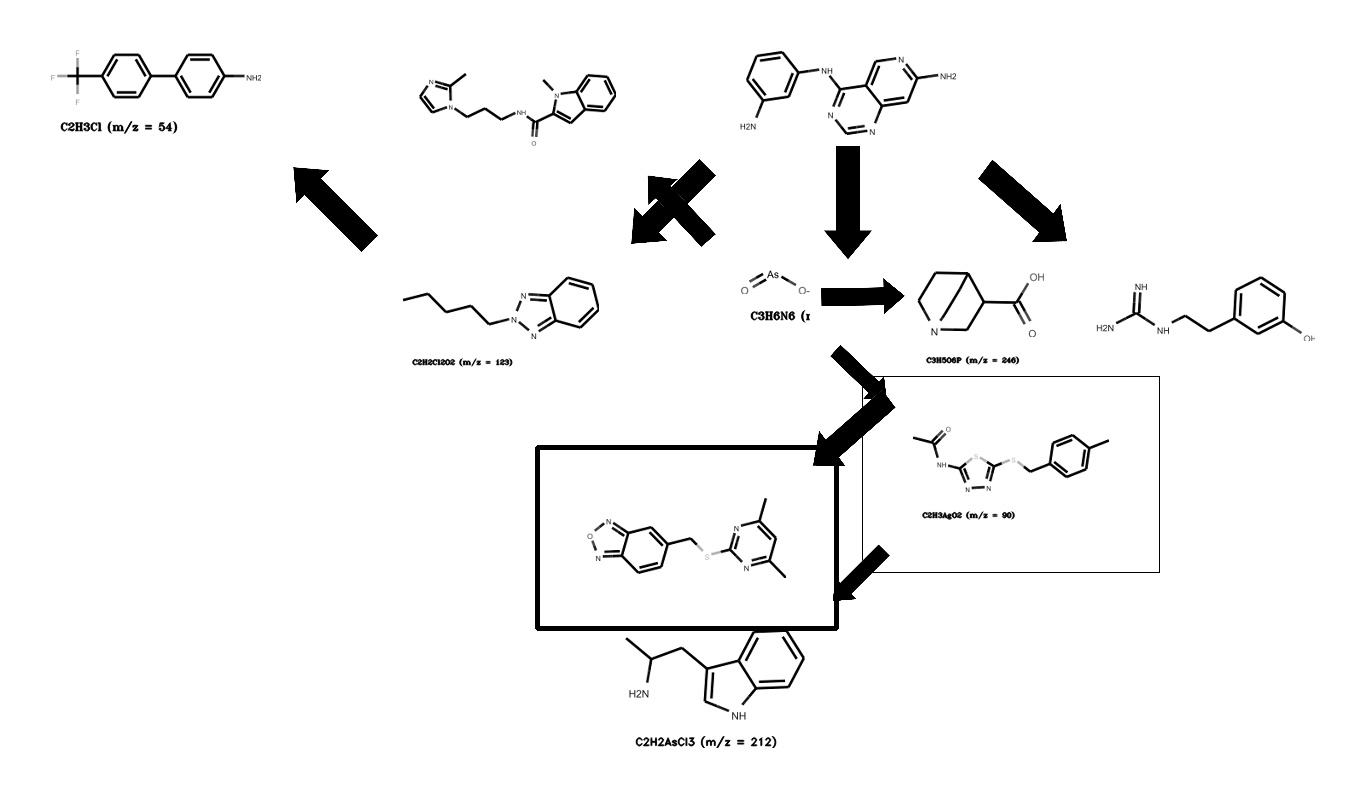 F
F
F
NH2
C2H3Cl (m/z = 54)
N
N
NH
O
N
NH
N
N
N
NH2
H2N
N
N
N
C2H2Cl2O2 (m/z = 123)
As
O
O-
C3H6N6 (
OH
O
N
C3H5O6P (m/z = 246)
NH
H2N
NH
OH
O
NH
S
S
N
N
C2H3AgO2 (m/z = 90)
N
O
N
S
N
N
H2N
NH
C2H2AsCl3 (m/z = 212)